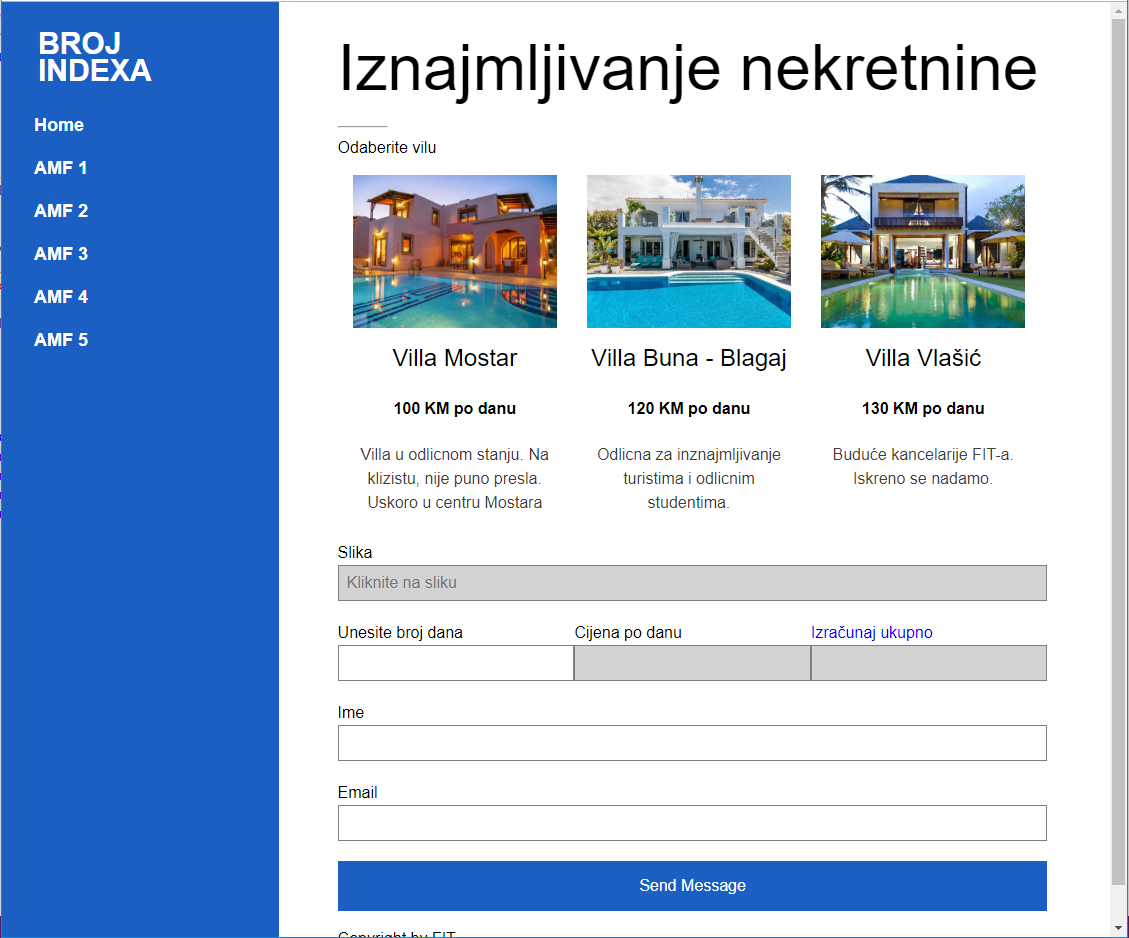 BROJ
INDEXA
Home
AMF 1
AMF 2
AMF 3
AMF 4
AMF 5
Iznajmljivanje nekretnine
Odaberite vilu
Villa Mostar
100 KM po danu
Villa u odlicnom stanju. Na
klizistu, nije puno presla.
Uskoro u centru Mostara
Villa Buna - Blagaj
120 KM po danu
Odlicna za inznajmljivanje
turistima i odlicnim
studentima.
Villa Vlašić
130 KM po danu
Buduće kancelarije FIT-a.
Iskreno se nadamo.
Slika
Kliknite na sliku
Unesite broj dana
Cijena po danu
Izračunaj ukupno
Ime
Email
Send Message
Copyright by FIT